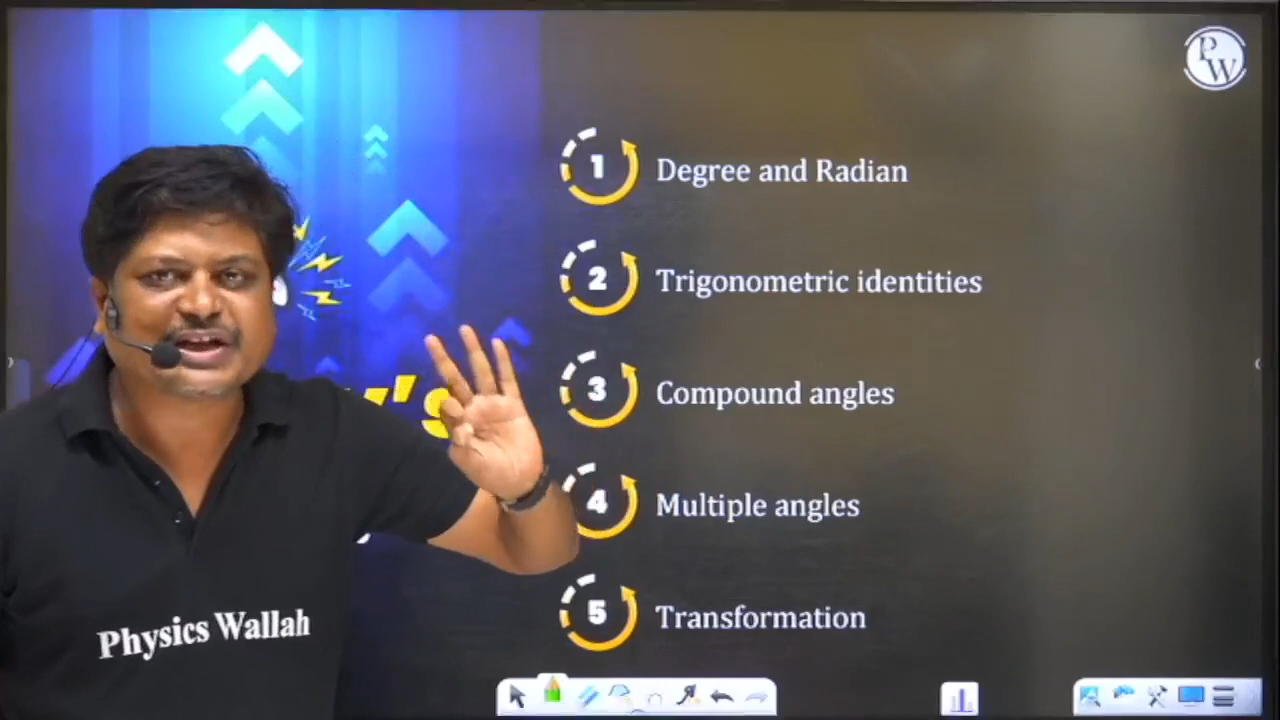 PW
1 Degree and Radian
2 Trigonometric identities
3 Compound angles
4 Multiple angles
5 Transformation
Physics Wallah